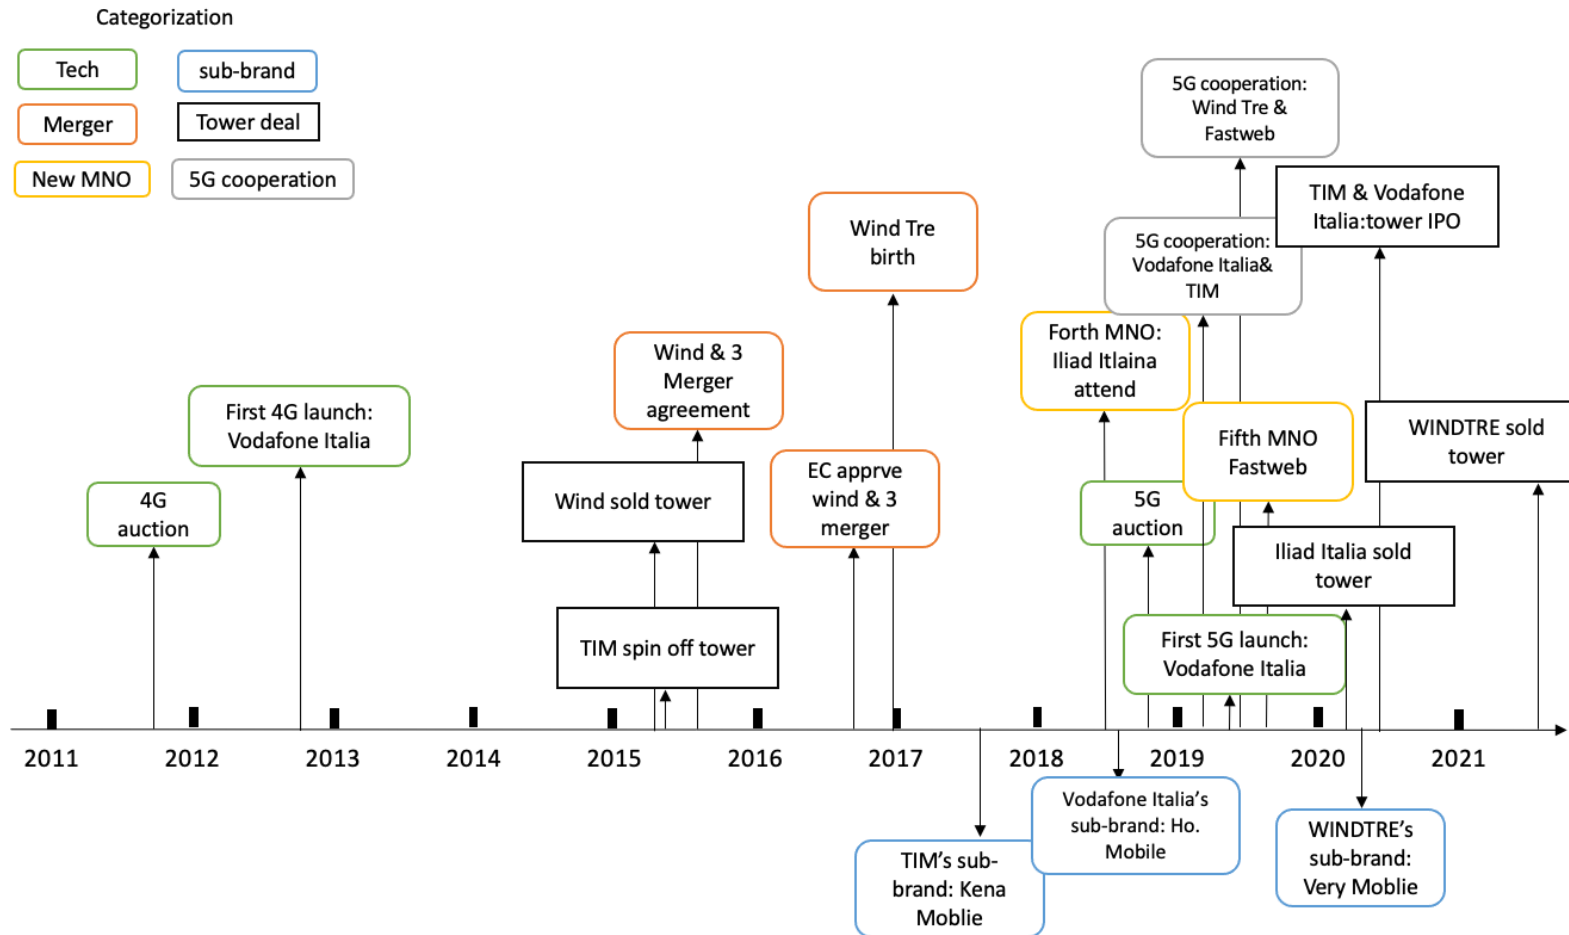 Categorization
Tech
sub-brand
Merger
Tower deal
New MNO
5G cooperation
5G cooperation:
Wind Tre &
Fastweb
TIM & Vodafone
Italia:tower IPO
Wind Tre
birth
5G cooperation:
Vodafone Italia&
TIM
Forth MNO:
Iliad Itlaina
attend
Wind & 3
Merger
agreement
First 4G launch:
Vodafone Italia
Fifth MNO
Fastweb
WINDTRE sold
tower
4G
auction
Wind sold tower
EC apprve
wind & 3
merger
5G
auction
Iliad Italia sold
tower
TIM spin off tower
First 5G launch:
Vodafone Italia
2011
2012
2013
2014
2015
2016
2017
2018
2019
2020
2021
TIM's sub-
brand: Kena
Moblie
Vodafone Italia's
sub-brand: Ho.
Mobile
WINDTRE's
sub-brand:
Very Moblie